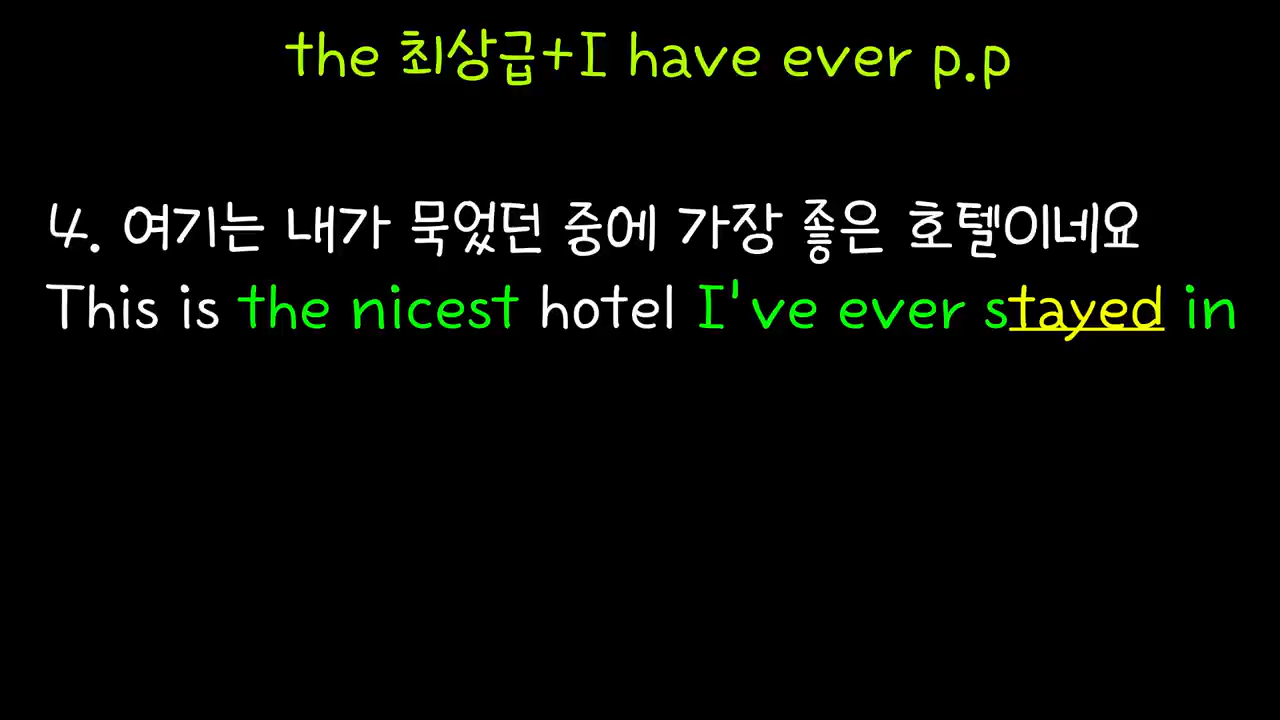 the 최상급+I have ever p.p
4. 여기는 내가 묵었던 중에 가장 좋은 호텔이네요
This is the nicest hotel I've ever stayed in